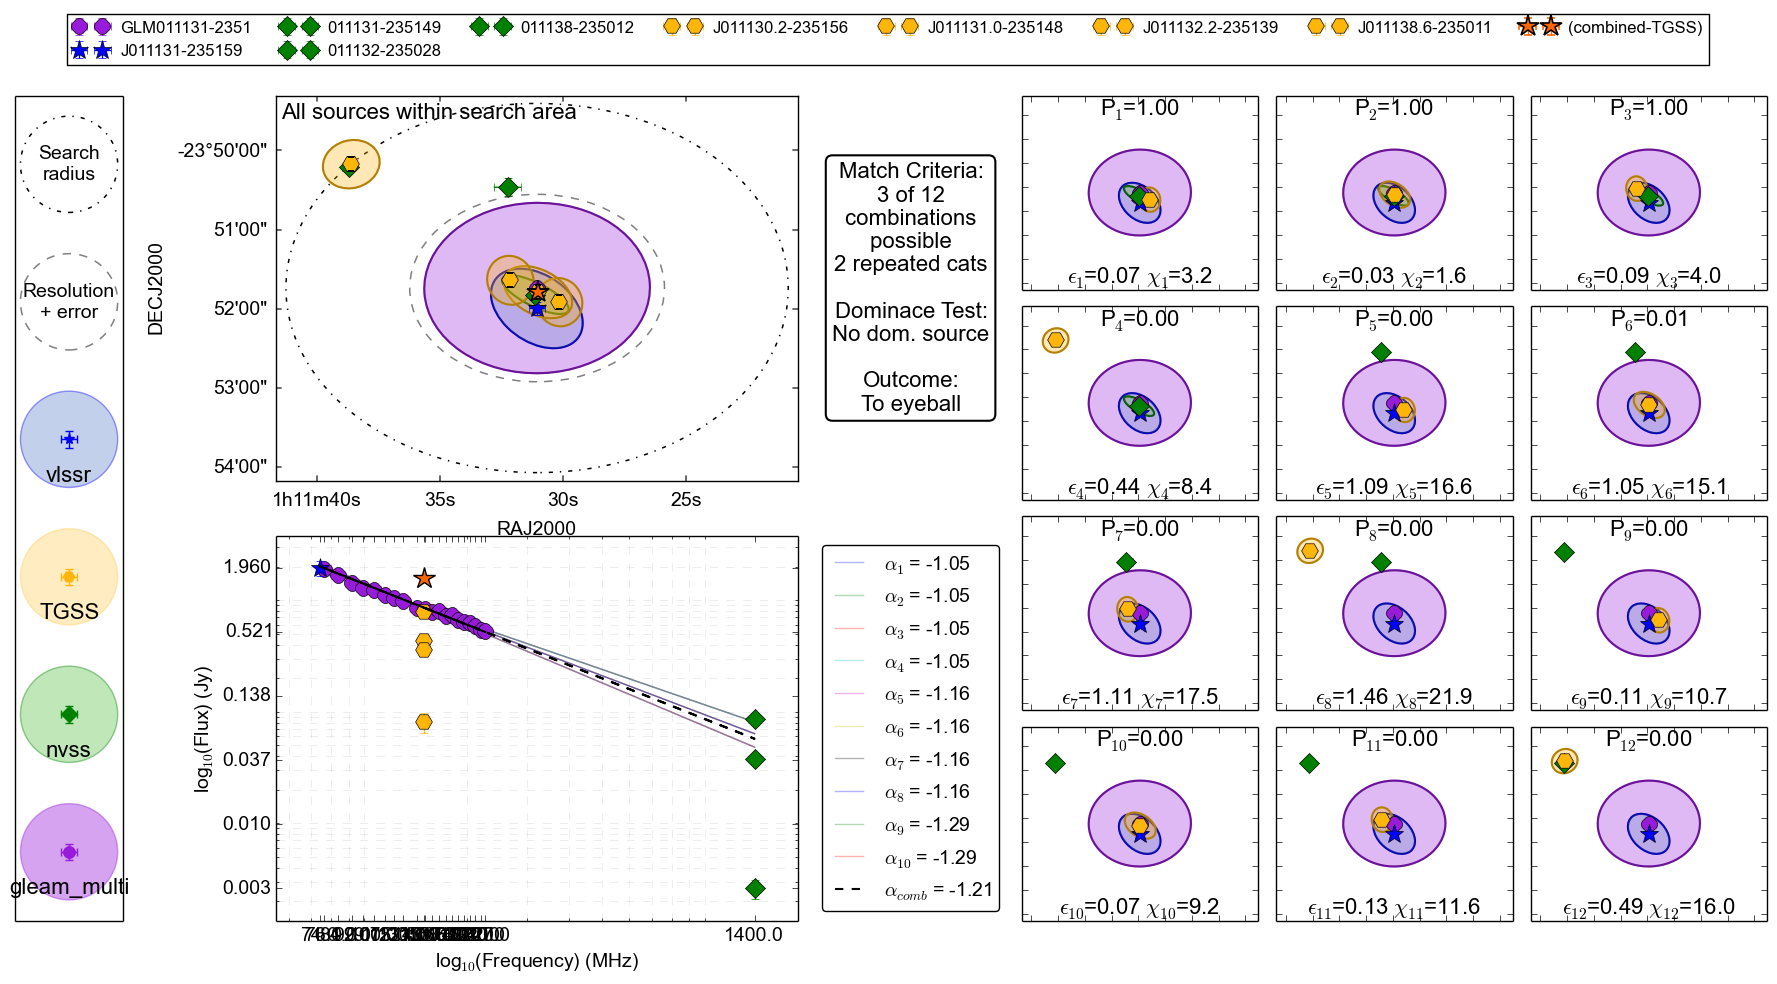 GLM011131-2351 011131-235149 011138-235012 J011130.2-235156 J011131.0-235148 J011132.2-235139 J011138.6-235011 (combined-TGSS)
J011131-235159 011132-235028
Search
radius
Resolution
+ error
vlssr
TGSS
nvss
gleam_multi
All sources within search area
DECJ2000
-23°50'00"
51'00"
52'00"
53'00"
54'00"
1h11m40s 35s 30s 25s
RAJ2000
Match Criteria:
3 of 12
combinations
possible
2 repeated cats
Dominace Test:
No dom. source
Outcome:
To eyeball
log10(Flux) (Jy)
1.960
0.521
0.138
0.037
0.010
0.003
1400.0
log10(Frequency) (MHz)
α1 = -1.05
α2 = -1.05
α3 = -1.05
α4 = -1.05
α5 = -1.16
α6 = -1.16
α7 = -1.16
α8 = -1.16
α9 = -1.29
α10 = -1.29
αcomb = -1.21
P1=1.00
ϵ1=0.07 χ1=3.2
P2=1.00
ϵ2=0.03 χ2=1.6
P3=1.00
ϵ3=0.09 χ3=4.0
P4=0.00
ϵ4=0.44 χ4=8.4
P5=0.00
ϵ5=1.09 χ5=16.6
P6=0.01
ϵ6=1.05 χ6=15.1
P7=0.00
ϵ7=1.11 χ7=17.5
P8=0.00
ϵ8=1.46 χ8=21.9
P9=0.00
ϵ9=0.11 χ9=10.7
P10=0.00
ϵ10=0.07 χ10=9.2
P11=0.00
ϵ11=0.13 χ11=11.6
P12=0.00
ϵ12=0.49 χ12=16.0